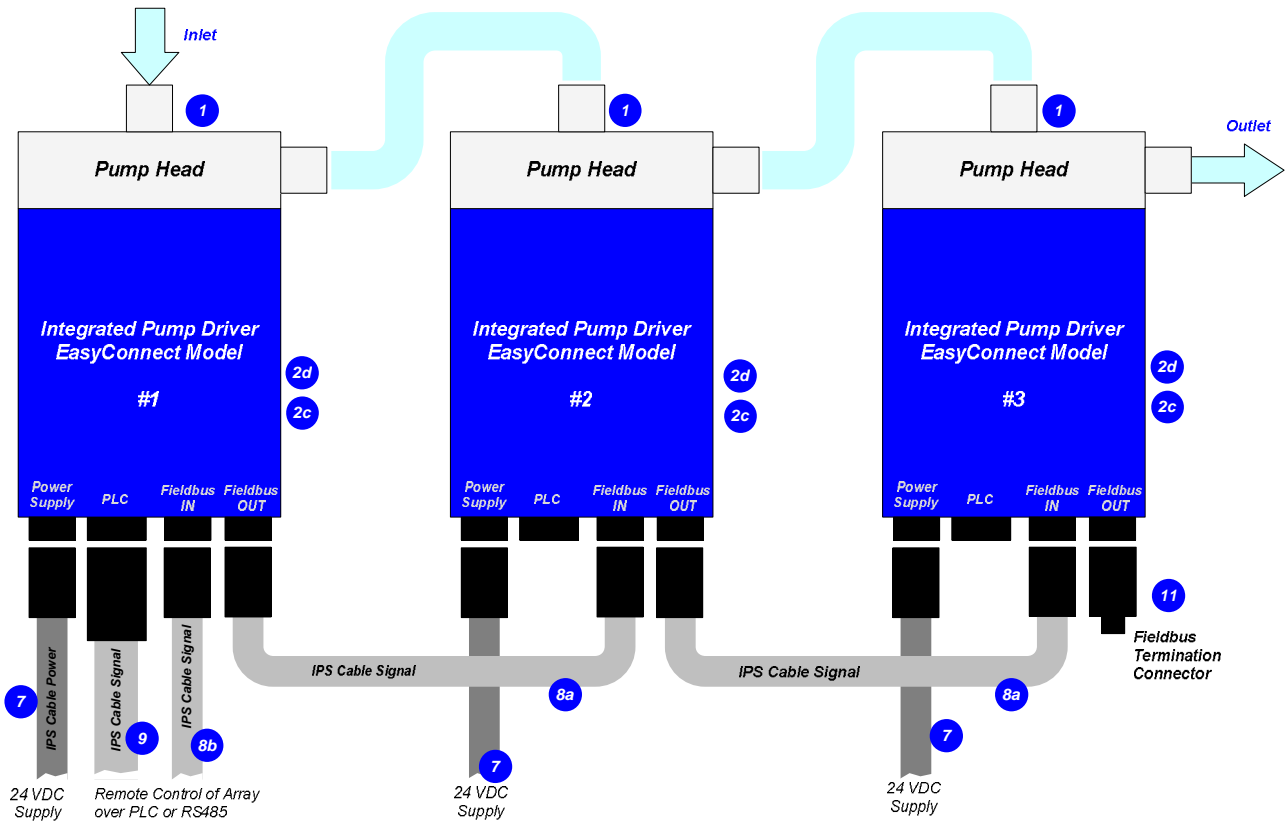 Inlet
1
1
1
Outlet
Pump Head
Pump Head
Pump Head
Integrated Pump Driver
EasyConnect Model
#1
2d
2c
Integrated Pump Driver
EasyConnect Model
#2
2d
2c
Integrated Pump Driver
EasyConnect Model
#3
2d
2c
Power
Supply
PLC
Fieldbus
IN
Fieldbus
OUT
Power
Supply
PLC
Fieldbus
IN
Fieldbus
OUT
Power
Supply
PLC
Fieldbus
IN
Fieldbus
OUT
11
Fieldbus
Termination
Connector
IPS Cable Power
IPS Cable Signal
IPS Cable Signal
IPS Cable Signal
IPS Cable Signal
7
9
8b
8a
7
8a
7
24 VDC
Supply
Remote Control of Array
over PLC or RS485
24 VDC
Supply
24 VDC
Supply